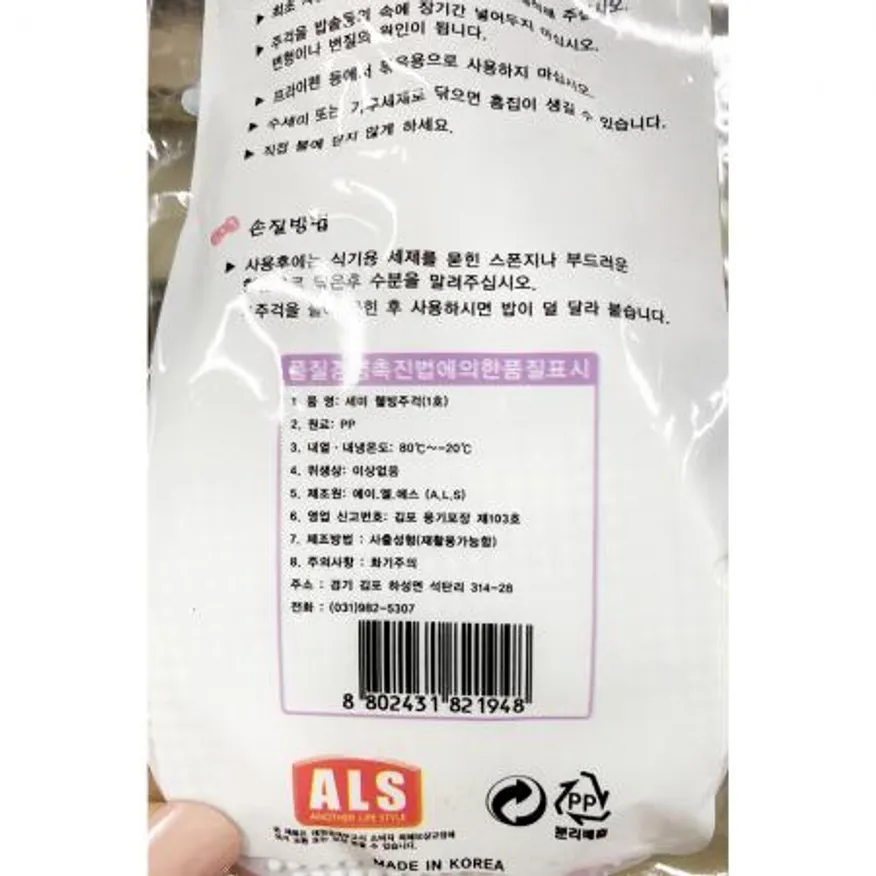 최초
주걱을 밥솥등의 속에 장기간 넣어두지 마십시오.
변형이나 변질의 원인이 됩니다.
프라이팬 등에서 볶음용으로 사용하지 마십시오.
수세미 또는 가루세제로 닦으면 흠집이 생길 수 있습니다.
직접 불에 닿지 않게 하세요.
손질방법
사용후에는 식기용 세제를 묻힌 스폰지나 부드러운
닦은후 수분을 말려주십시오.
주걱을 후 사용하시면 밥이 덜 달라 붙습니다.
품질경영촉진법에의한품질표시
1 품 명: 세미 웰빙주걱(1호)
2. 원료: PP
3. 내열·내냉온도: 80℃~-20℃
4. 위생상: 이상없음
5. 제조원: 에이.엘.에스 (A.L.S)
6. 영업 신고번호: 김포 용기포장 제103호
7. 제조방법 : 사출성형(재활용가능함)
8. 주의사항 : 화기주의
주소 : 경기 김포 하성면 석탄리 314-28
전화 : (031)982-5307
8 802431 821948
ALS
ANOTHER LIFE STYLE
PP
분리배출
MADE IN KOREA